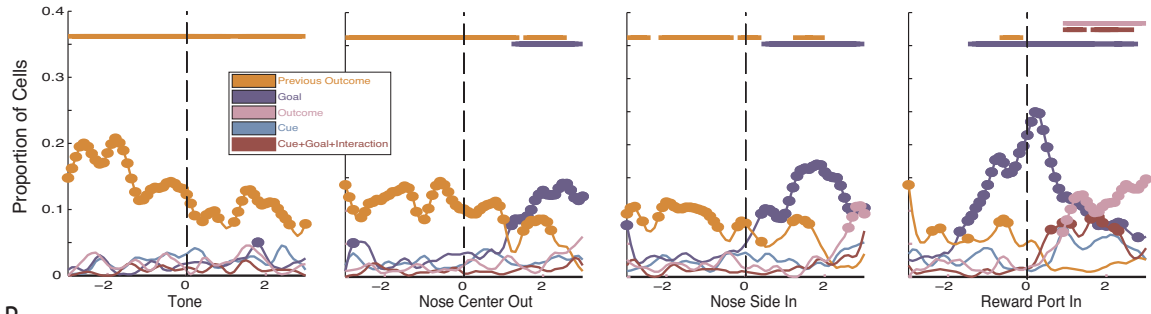 0.4
0.3
0.2
0.1
0
Proportion of Cells
Previous Outcome
Goal
Outcome
Cue
Cue+Goal+Interaction
−2 0 2
Tone
−2 0 2
Nose Center Out
−2 0 2
Nose Side In
−2 0 2
Reward Port In